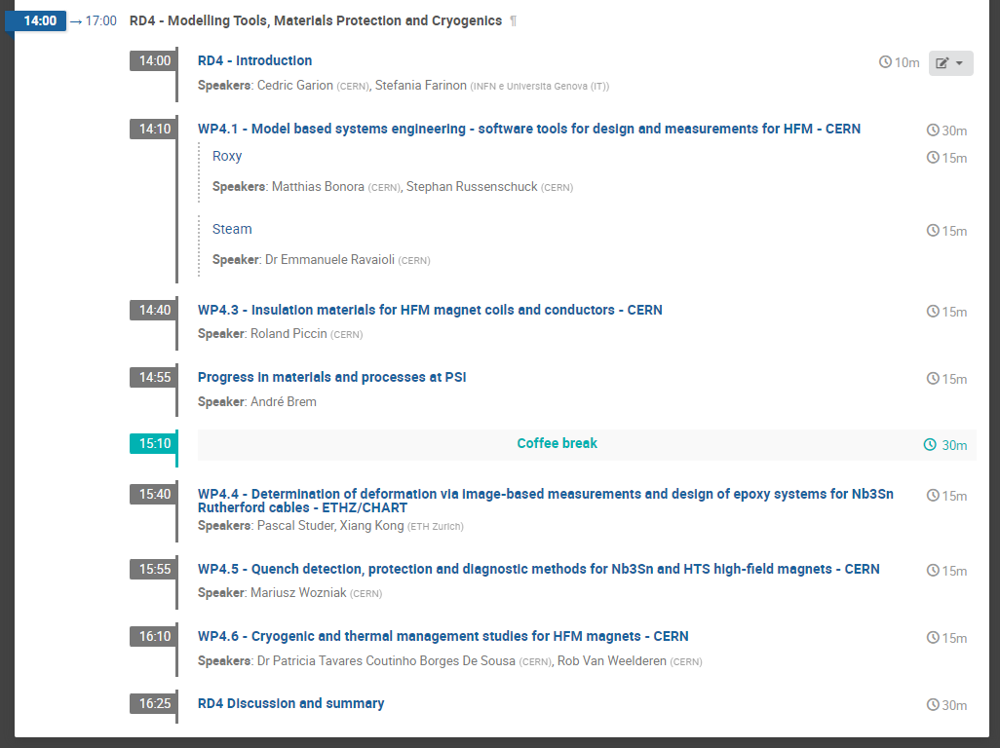 14:00 → 17:00 RD4 - Modelling Tools, Materials Protection and Cryogenics ¶
14:00 RD4 - Introduction 10m
Speakers: Cedric Garion (CERN), Stefania Farinon (INFN e Universita Genova (IT))
14:10 WP4.1 - Model based systems engineering - software tools for design and measurements for HFM - CERN 30m
Roxy 15m
Speakers: Matthias Bonora (CERN), Stephan Russenschuck (CERN)
Steam 15m
Speaker: Dr Emmanuele Ravaioli (CERN)
14:40 WP4.3 - Insulation materials for HFM magnet coils and conductors - CERN 15m
Speaker: Roland Piccin (CERN)
14:55 Progress in materials and processes at PSI 15m
Speaker: André Brem
15:10 Coffee break 30m
15:40 WP4.4 - Determination of deformation via image-based measurements and design of epoxy systems for Nb3Sn 15m
Rutherford cables - ETHZ/CHART
Speakers: Pascal Studer, Xiang Kong (ETH Zurich)
15:55 WP4.5 - Quench detection, protection and diagnostic methods for Nb3Sn and HTS high-field magnets - CERN 15m
Speaker: Mariusz Wozniak (CERN)
16:10 WP4.6 - Cryogenic and thermal management studies for HFM magnets - CERN 15m
Speakers: Dr Patricia Tavares Coutinho Borges De Sousa (CERN), Rob Van Weelderen (CERN)
16:25 RD4 Discussion and summary 30m